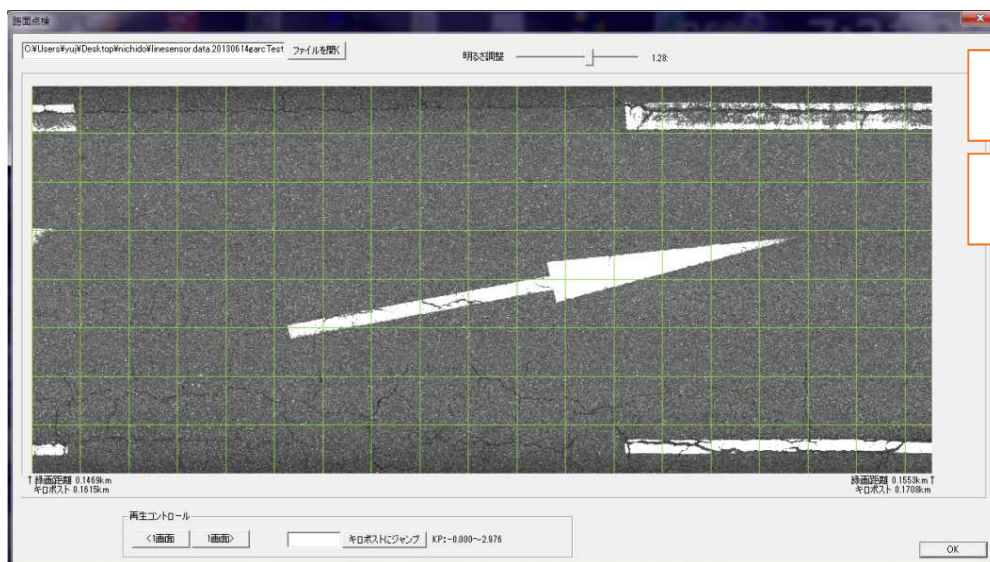 路面点検
C:¥Users¥yuj¥Desktop¥nichido¥linesensor.data.20130614garcTest ファイルを開く 明るさ調整 1.28:
↑ 録画距離 0.1469km 録画距離 0.1553km ↑
キロポスト 0.1615km キロポスト 0.1708km
再生コントロール
<1画面 1画面> キロポストにジャンプ KP:-0.000～2.976
OK